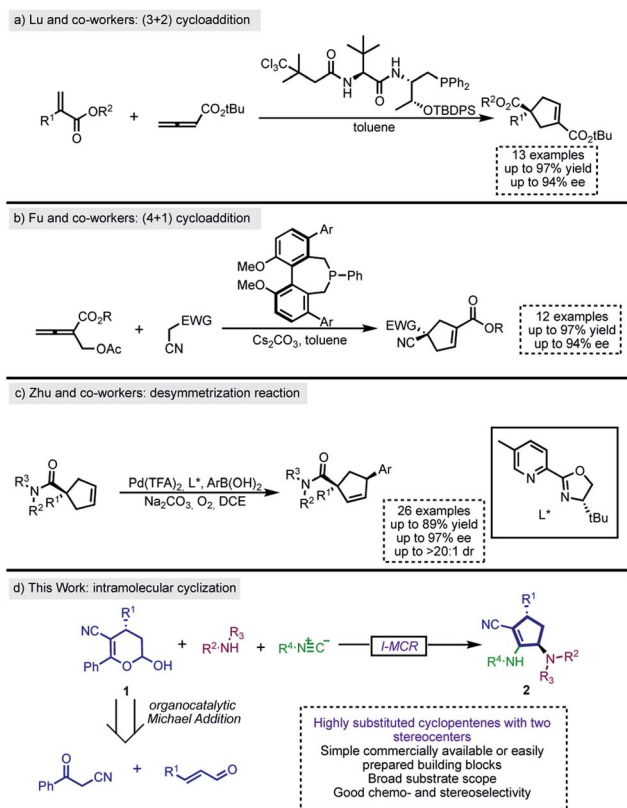 a) Lu and co-workers: (3+2) cycloaddition
Cl3C
O
H
N
O
H
N
PPh2
OTBDPS
R1
OR2
O
+
CO2tBu
toluene
R2O2C
R1
CO2tBu
13 examples
up to 97% yield
up to 94% ee
b) Fu and co-workers: (4+1) cycloaddition
Ar
MeO
MeO
P-Ph
Ar
CO2R
OAc
+
EWG
CN
Cs2CO3, toluene
EWG
NC
O
OR
12 examples
up to 97% yield
up to 94% ee
c) Zhu and co-workers: desymmetrization reaction
R3
N
R2
O
R1
Pd(TFA)2, L*, ArB(OH)2
Na2CO3, O2, DCE
R3
N
R2
O
R1
Ar
26 examples
up to 89% yield
up to 97% ee
up to >20:1 dr
N
O
N
tBu
L*
d) This Work: intramolecular cyclization
R1
NC
Ph
O
OH
1
+
R3
R2-NH
+
R4-N≡C
+
−
I-MCR
R1
NC
R4-NH
N
R2
R3
2
organocatalytic
Michael Addition
O
Ph
CN
+
R1
O
Highly substituted cyclopentenes with two
stereocenters
Simple commercially available or easily
prepared building blocks
Broad substrate scope
Good chemo- and stereoselectivity